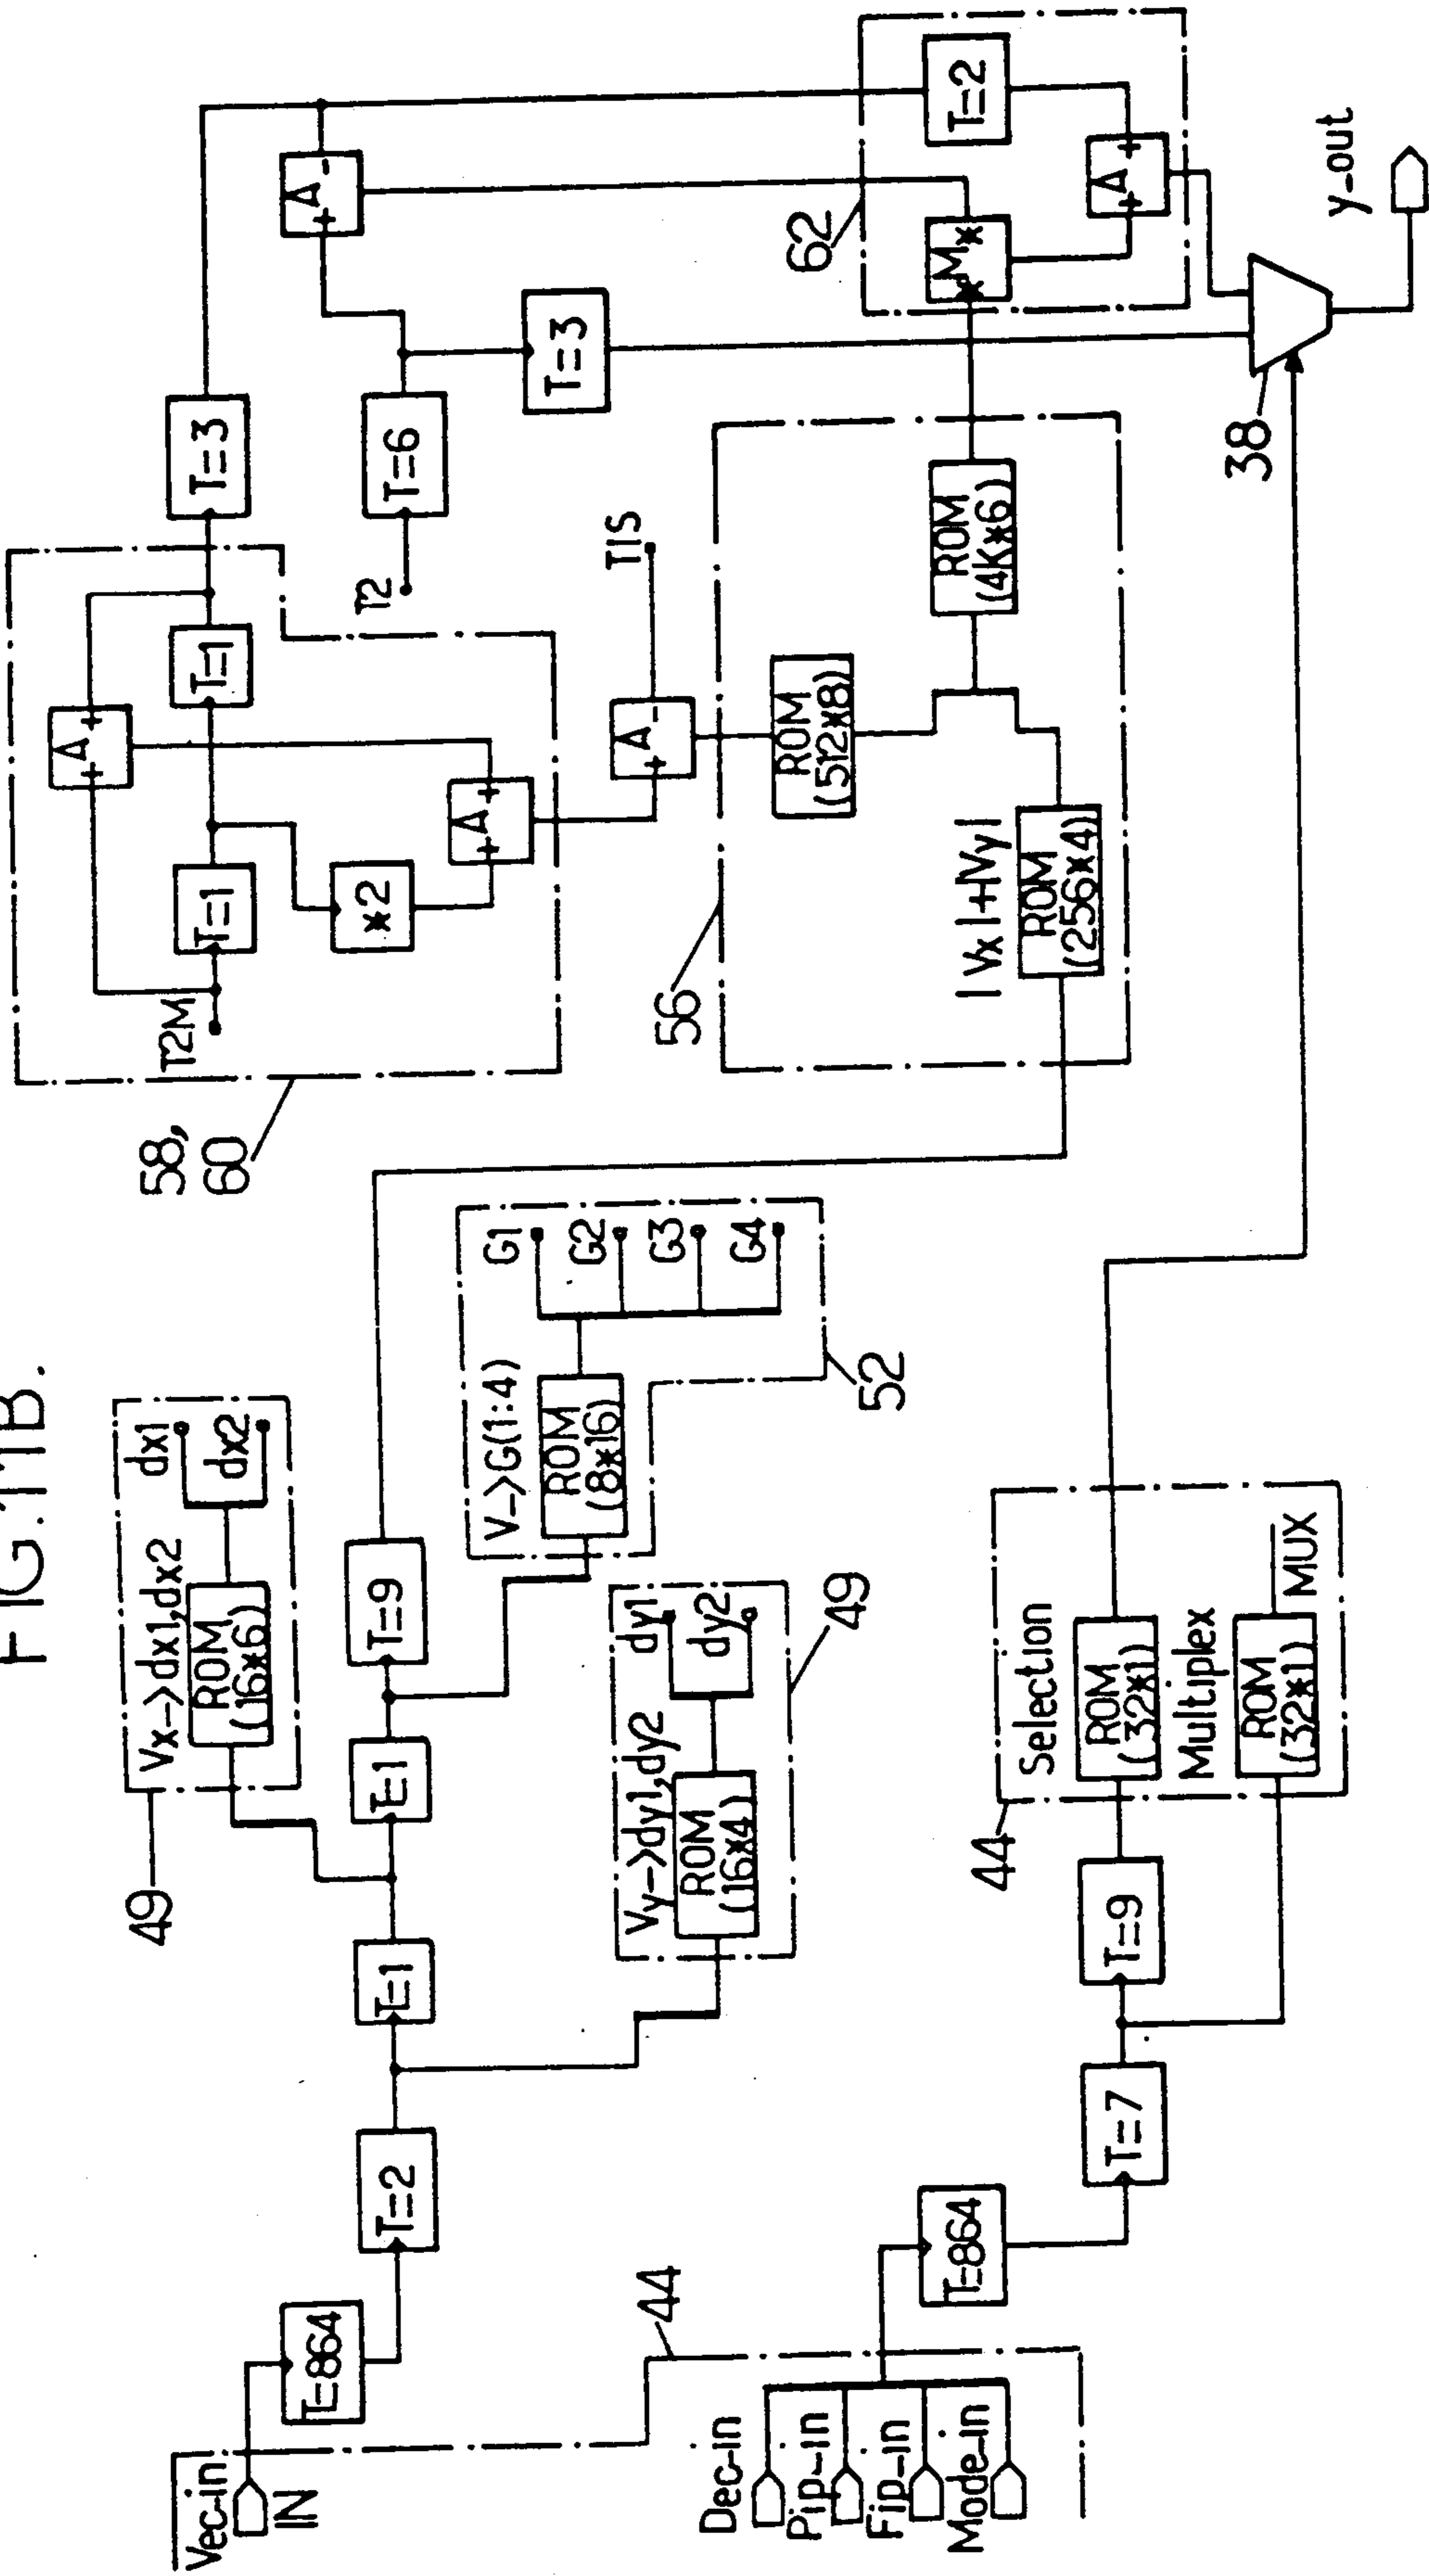 FIG.11B.
Vec-in
IN
T=864
T=2
T=1
T=1
T=9
49
Vx->dx1,dx2
ROM
(16*6)
dx1
dx2
Vy->dy1,dy2
ROM
(16*4)
dy1
dy2
49
V->G(1:4)
ROM
(8*16)
G1
G2
G3
G4
52
44
Dec-in
Pip-in
Fip-in
Mode-in
T=864
T=7
T=9
44
Selection
ROM
(32*1)
Multiplex
ROM
(32*1)
MUX
58,
60
T2M
T=1
T=1
*2
A
+ +
A
+ +
T=3
T2
T=6
T=3
A
+ -
T1S
A
+ -
56
ROM
(512*8)
|Vx|+|Vy|
ROM
(256*4)
ROM
(4K*6)
62
M
* *
T=2
A
+ +
38
y-out